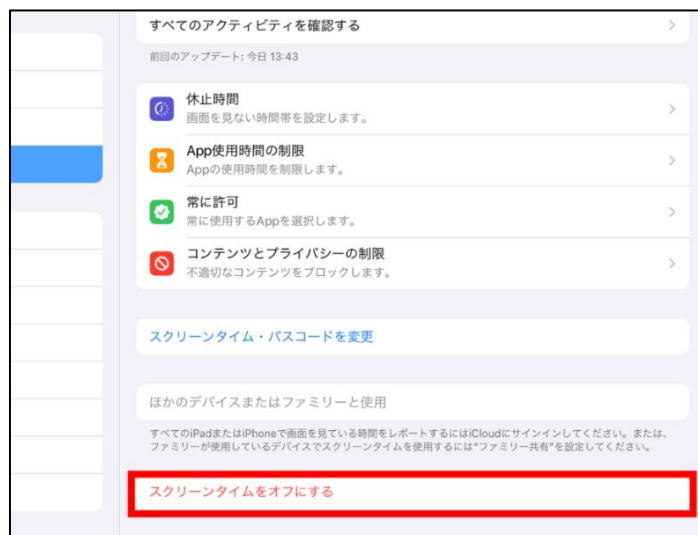 すべてのアクティビティを確認する
前回のアップデート: 今日 13:43
休止時間
画面を見ない時間帯を設定します。
App使用時間の制限
Appの使用時間を制限します。
常に許可
常に使用するAppを選択します。
コンテンツとプライバシーの制限
不適切なコンテンツをブロックします。
スクリーンタイム・パスコードを変更
ほかのデバイスまたはファミリーと使用
すべてのiPadまたはiPhoneで画面を見ている時間をレポートするにはiCloudにサインインしてください。または、
ファミリーが使用しているデバイスでスクリーンタイムを使用するには“ファミリー共有”を設定してください。
スクリーンタイムをオフにする